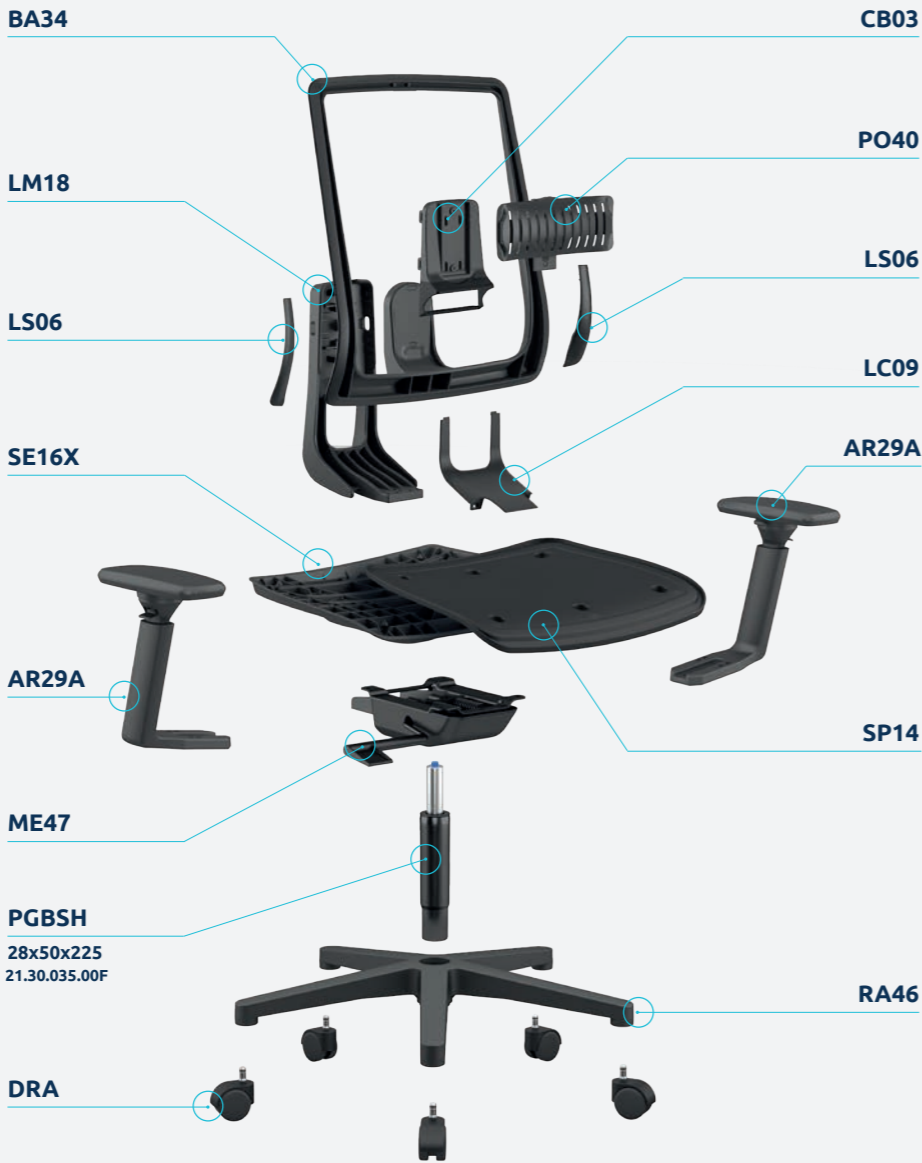 BA34
CB03
PO40
LM18
LS06
LS06
LC09
AR29A
SE16X
AR29A
SP14
ME47
PGBSH
28x50x225
21.30.035.00F
RA46
DRA